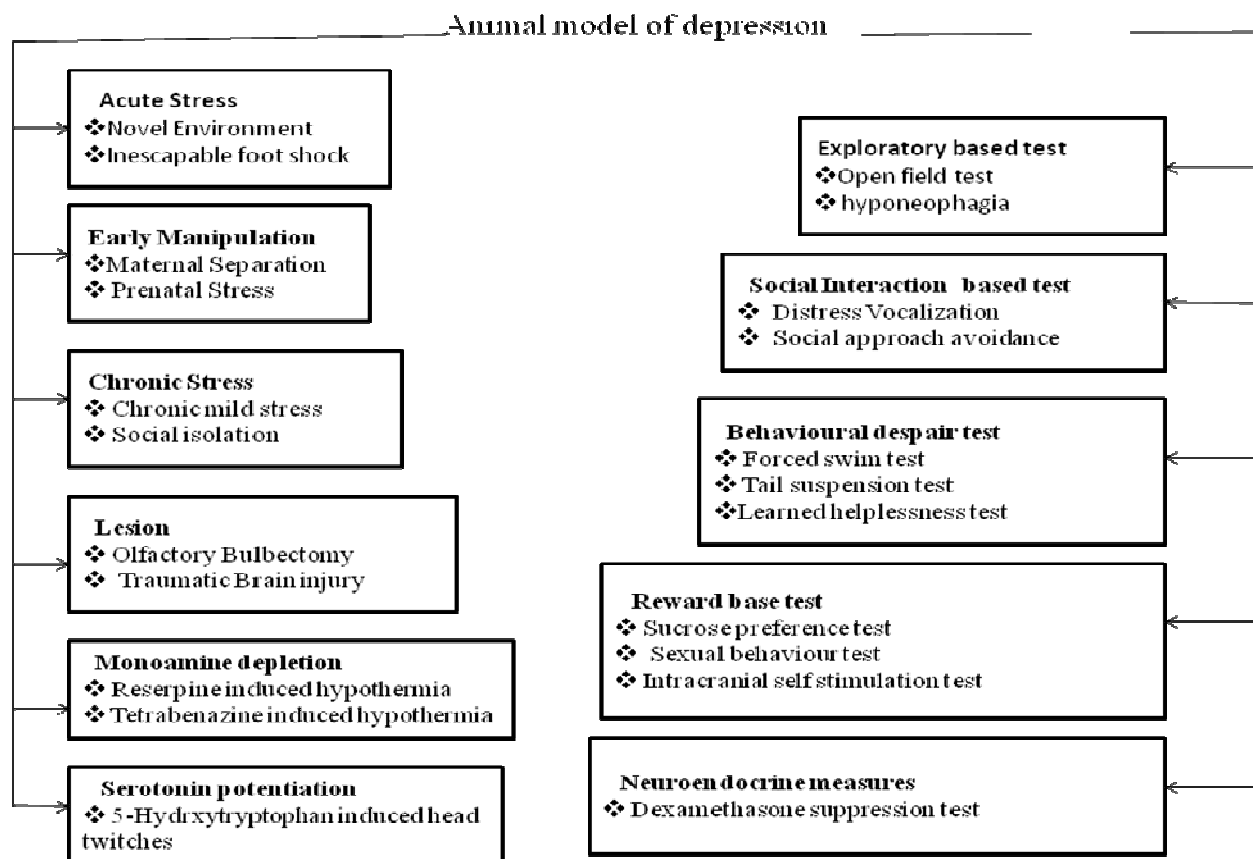 Animal model of depression
Acute Stress
❖Novel Environment
❖Inescapable foot shock
Early Manipulation
❖Maternal Separation
❖ Prenatal Stress
Chronic Stress
❖ Chronic mild stress
❖ Social isolation
Lesion
❖ Olfactory Bulbectomy
❖ Traumatic Brain injury
Monoamine depletion
❖ Reserpine induced hypothermia
❖ Tetrabenazine induced hypothermia
Serotonin potentiation
❖ 5-Hydrxytryptophan induced head
twitches
Exploratory based test
❖Open field test
❖ hyponeophagia
Social Interaction based test
❖ Distress Vocalization
❖ Social approach avoidance
Behavioural despair test
❖ Forced swim test
❖ Tail suspension test
❖Learned helplessness test
Reward base test
❖ Sucrose preference test
❖ Sexual behaviour test
❖ Intracranial self stimulation test
Neuroendocrine measures
❖ Dexamethasone suppression test